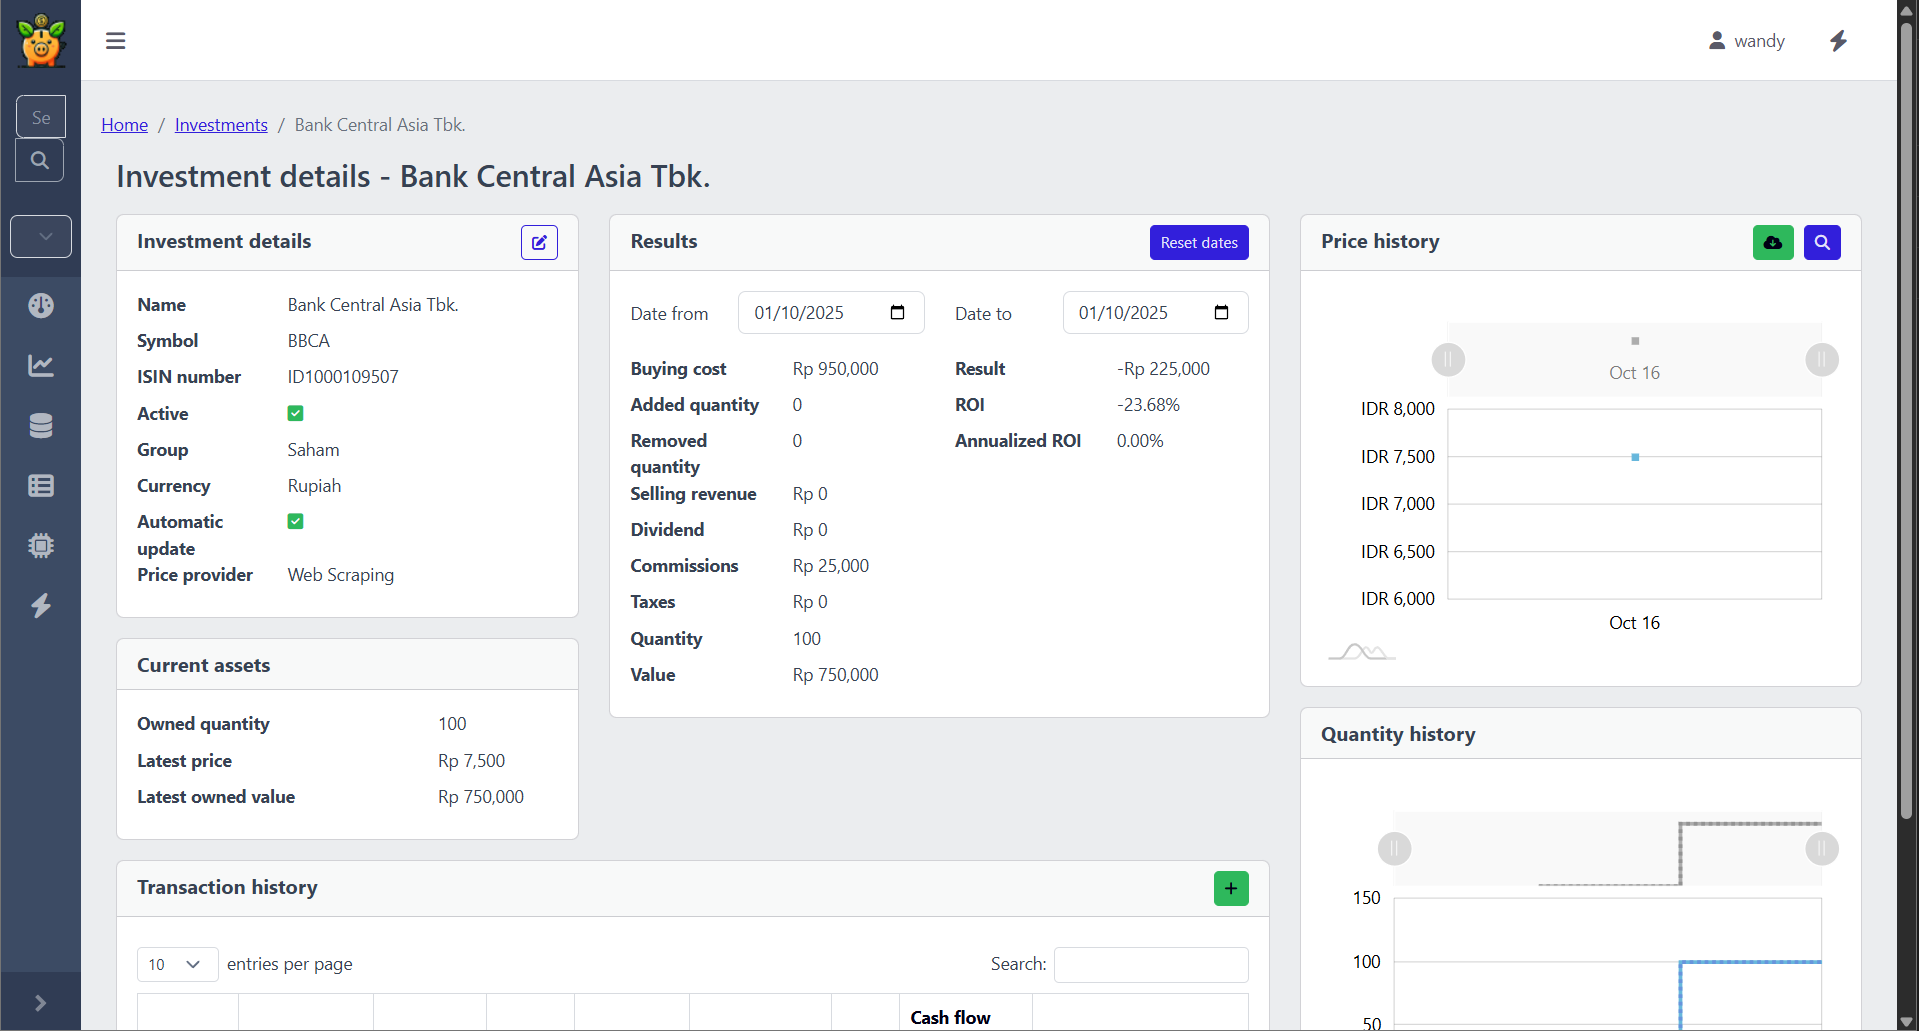 wandy
Se
Home / Investments / Bank Central Asia Tbk.
Investment details - Bank Central Asia Tbk.
Investment details
Name Bank Central Asia Tbk.
Symbol BBCA
ISIN number ID1000109507
Active
Group Saham
Currency Rupiah
Automatic
update
Price provider Web Scraping
Current assets
Owned quantity 100
Latest price Rp 7,500
Latest owned value Rp 750,000
Results Reset dates
Date from 01/10/2025 Date to 01/10/2025
Buying cost Rp 950,000 Result -Rp 225,000
Added quantity 0 ROI -23.68%
Removed
quantity 0 Annualized ROI 0.00%
Selling revenue Rp 0
Dividend Rp 0
Commissions Rp 25,000
Taxes Rp 0
Quantity 100
Value Rp 750,000
Price history
Oct 16
IDR 8,000
IDR 7,500
IDR 7,000
IDR 6,500
IDR 6,000
Oct 16
Quantity history
150
100
50
Transaction history
10 entries per page Search:
Cash flow